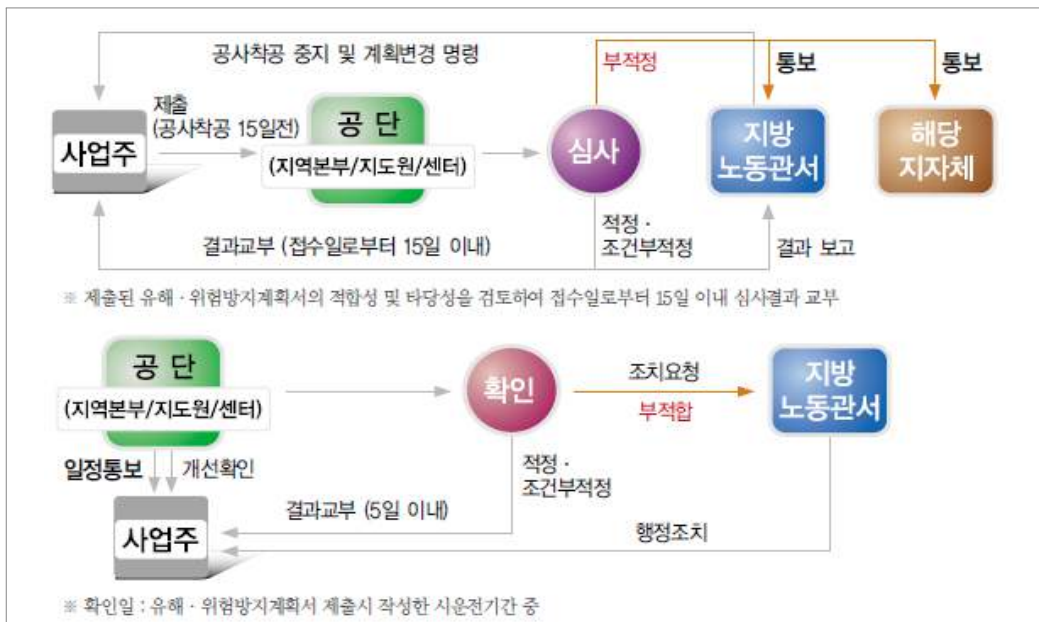 공사착공 중지 및 계획변경 명령
부적정
통보
통보
제출
(공사착공 15일전)
사업주
공 단
(지역본부/지도원/센터)
심사
지방
노동관서
해당
지자체
결과교부 (접수일로부터 15일 이내)
적정 ·
조건부적정
결과 보고
※ 제출된 유해 · 위험방지계획서의 적합성 및 타당성을 검토하여 접수일로부터 15일 이내 심사결과 교부
공 단
(지역본부/지도원/센터)
확인
조치요청
부적합
지방
노동관서
일정통보
개선확인
적정 ·
조건부적정
사업주
결과교부 (5일 이내)
행정조치
※ 확인일 : 유해 · 위험방지계획서 제출시 작성한 시운전기간 중